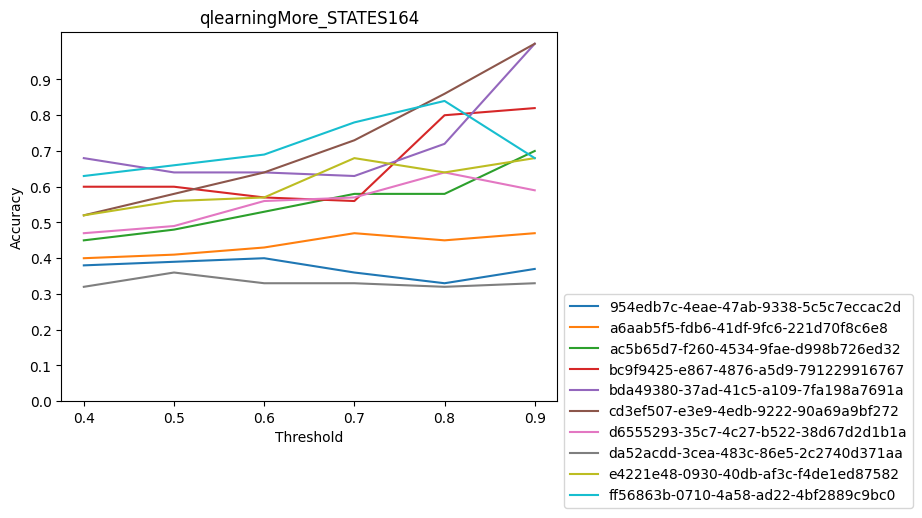 qlearningMore_STATES164
Accuracy
0.9
0.8
0.7
0.6
0.5
0.4
0.3
0.2
0.1
0.0
0.4 0.5 0.6 0.7 0.8 0.9
Threshold
954edb7c-4eae-47ab-9338-5c5c7eccac2d
a6aab5f5-fdb6-41df-9fc6-221d70f8c6e8
ac5b65d7-f260-4534-9fae-d998b726ed32
bc9f9425-e867-4876-a5d9-791229916767
bda49380-37ad-41c5-a109-7fa198a7691a
cd3ef507-e3e9-4edb-9222-90a69a9bf272
d6555293-35c7-4c27-b522-38d67d2d1b1a
da52acdd-3cea-483c-86e5-2c2740d371aa
e4221e48-0930-40db-af3c-f4de1ed87582
ff56863b-0710-4a58-ad22-4bf2889c9bc0